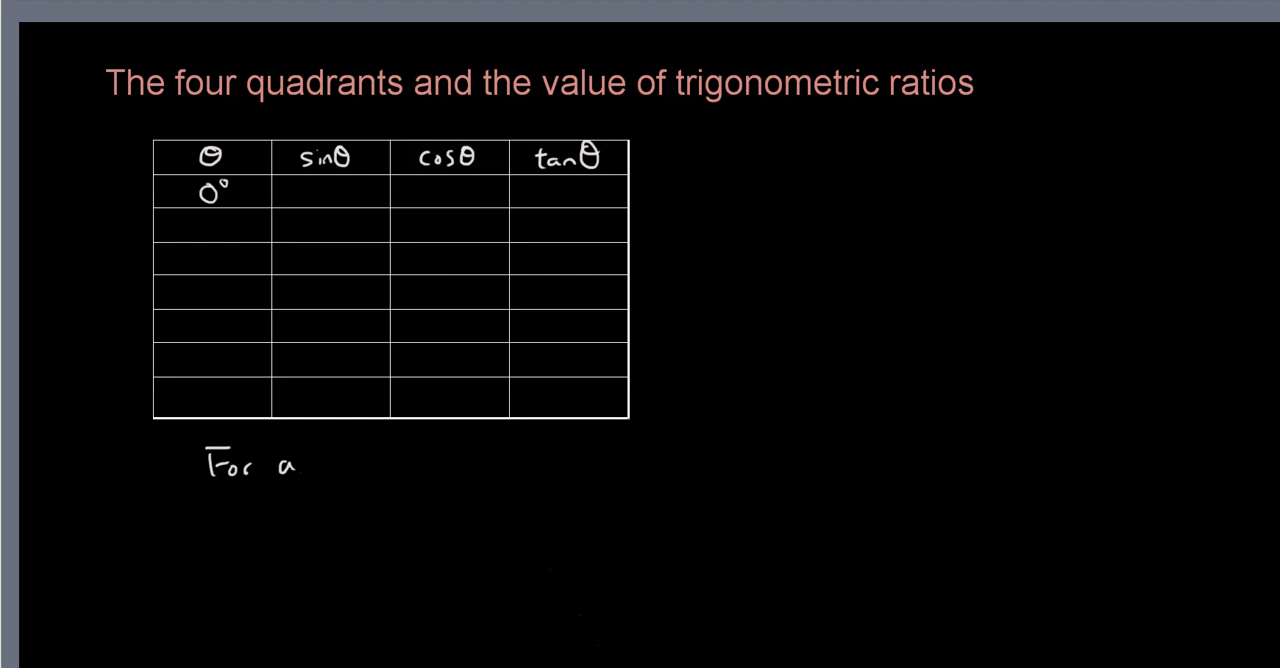 The four quadrants and the value of trigonometric ratios
θ sinθ cosθ tanθ
0°
For a